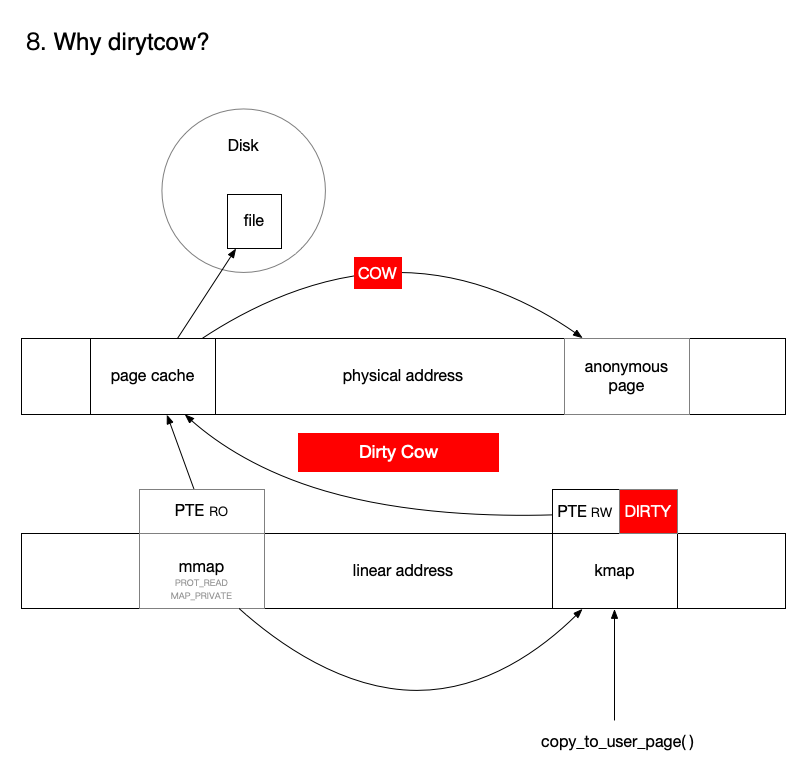 8. Why dirytcow?
Disk
file
COW
page cache
physical address
anonymous
page
Dirty Cow
PTE RO
PTE RW
DIRTY
mmap
PROT_READ
MAP_PRIVATE
linear address
kmap
copy_to_user_page()